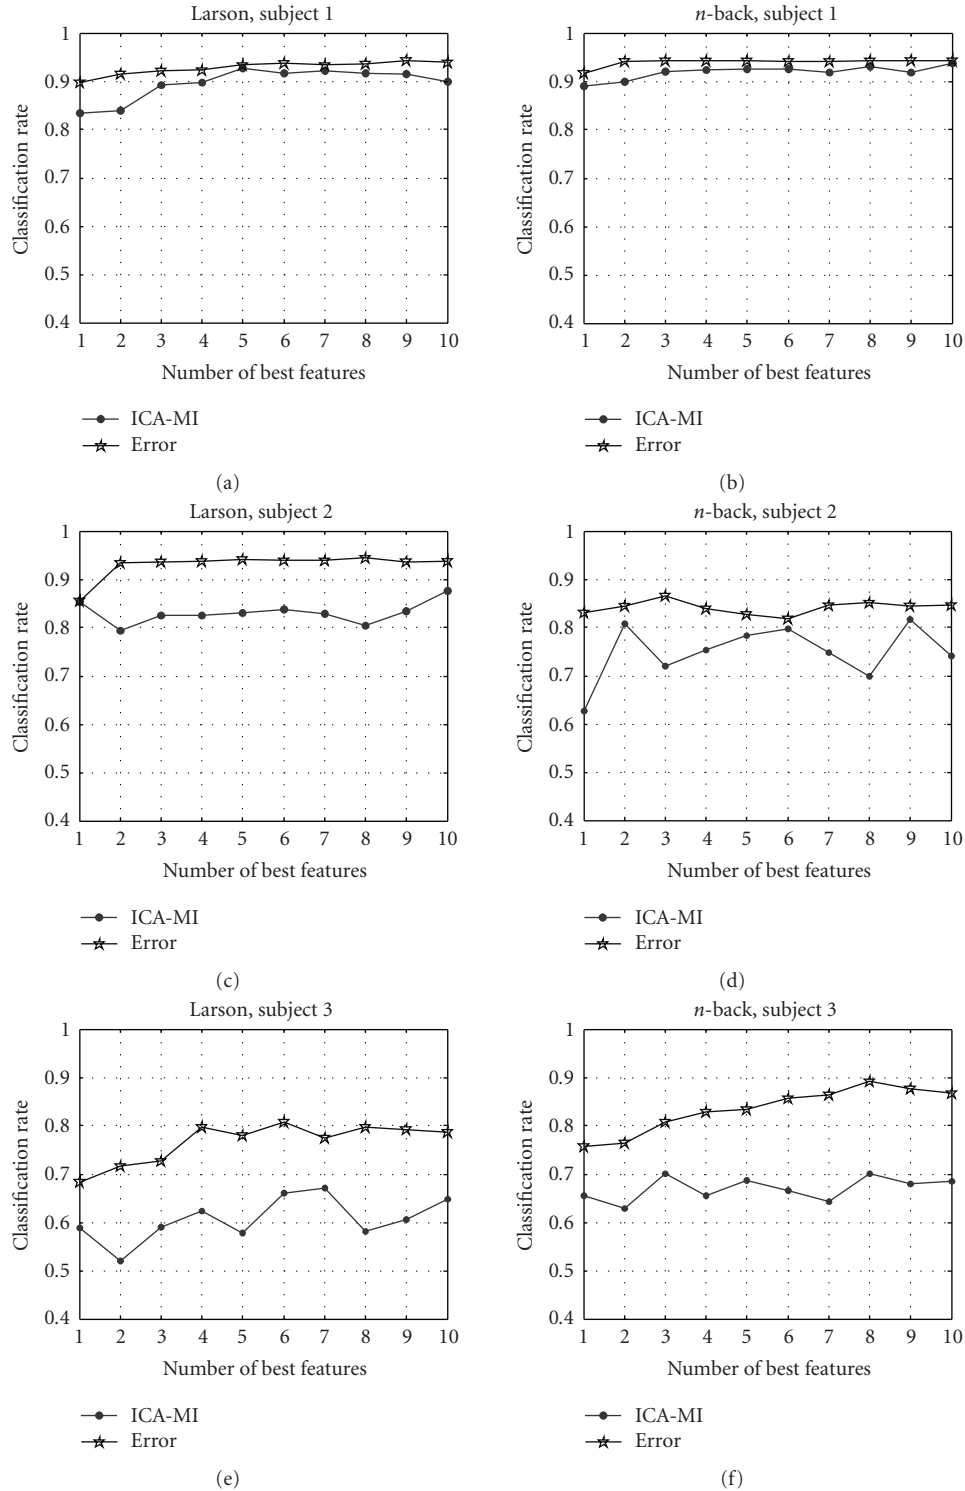 Larson, subject 1
1
0.9
0.8
0.7
0.6
0.5
0.4
Classification rate
1 2 3 4 5 6 7 8 9 10
Number of best features
ICA-MI
Error
(a)
n-back, subject 1
1
0.9
0.8
0.7
0.6
0.5
0.4
Classification rate
1 2 3 4 5 6 7 8 9 10
Number of best features
ICA-MI
Error
(b)
Larson, subject 2
1
0.9
0.8
0.7
0.6
0.5
0.4
Classification rate
1 2 3 4 5 6 7 8 9 10
Number of best features
ICA-MI
Error
(c)
n-back, subject 2
1
0.9
0.8
0.7
0.6
0.5
0.4
Classification rate
1 2 3 4 5 6 7 8 9 10
Number of best features
ICA-MI
Error
(d)
Larson, subject 3
1
0.9
0.8
0.7
0.6
0.5
0.4
Classification rate
1 2 3 4 5 6 7 8 9 10
Number of best features
ICA-MI
Error
(e)
n-back, subject 3
1
0.9
0.8
0.7
0.6
0.5
0.4
Classification rate
1 2 3 4 5 6 7 8 9 10
Number of best features
ICA-MI
Error
(f)